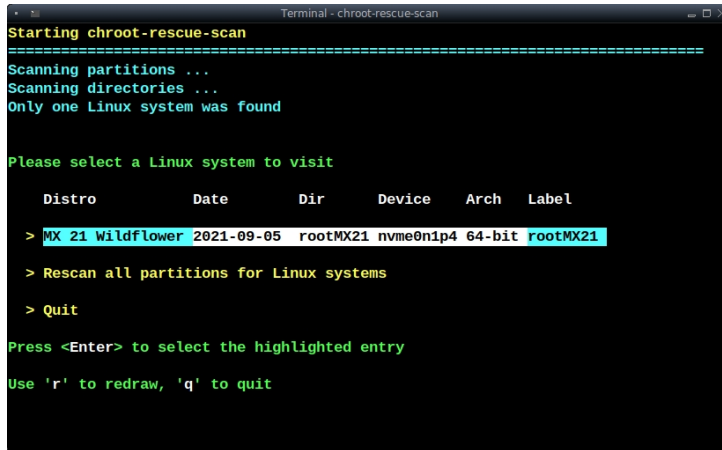 Terminal - chroot-rescue-scan
Starting chroot-rescue-scan
===============================================================================
Scanning partitions ...
Scanning directories ...
Only one Linux system was found
Please select a Linux system to visit
Distro Date Dir Device Arch Label
> MX 21 Wildflower 2021-09-05 rootMX21 nvme0n1p4 64-bit rootMX21
> Rescan all partitions for Linux systems
> Quit
Press <Enter> to select the highlighted entry
Use 'r' to redraw, 'q' to quit